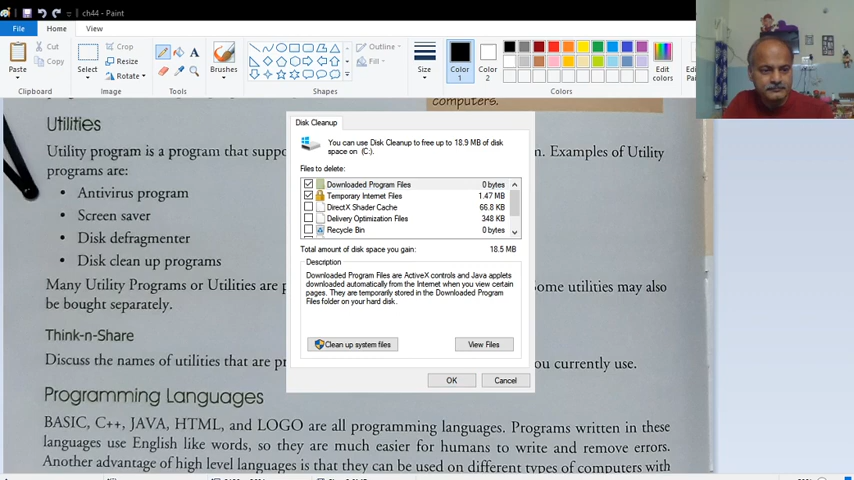 ch44 - Paint
File
Home
View
Cut
Copy
Paste
Clipboard
Crop
Resize
Rotate
Select
Image
Tools
Brushes
Shapes
Outline
Fill
Size
Color
1
Color
2
Edit
colors
Edit
Paint
Colors
computers.
Utilities
Utility program is a program that suppo
m. Examples of Utility
programs are:
• Antivirus program
• Screen saver
• Disk defragmenter
• Disk clean up programs
Many Utility Programs or Utilities are p
ome utilities may also
be bought separately.
Think-n-Share
Discuss the names of utilities that are pr
ou currently use.
Programming Languages
BASIC, C++, JAVA, HTML, and LOGO are all programming languages. Programs written in these
languages use English like words, so they are much easier for humans to write and remove errors.
Another advantage of high level languages is that they can be used on different types of computers with
Disk Cleanup
You can use Disk Cleanup to free up to 18.9 MB of disk
space on (C:).
Files to delete:
Downloaded Program Files 0 bytes
Temporary Internet Files 1.47 MB
DirectX Shader Cache 66.8 KB
Delivery Optimization Files 348 KB
Recycle Bin 0 bytes
Total amount of disk space you gain: 18.5 MB
Description
Downloaded Program Files are ActiveX controls and Java applets
downloaded automatically from the Internet when you view certain
pages. They are temporarily stored in the Downloaded Program
Files folder on your hard disk.
Clean up system files
View Files
OK
Cancel